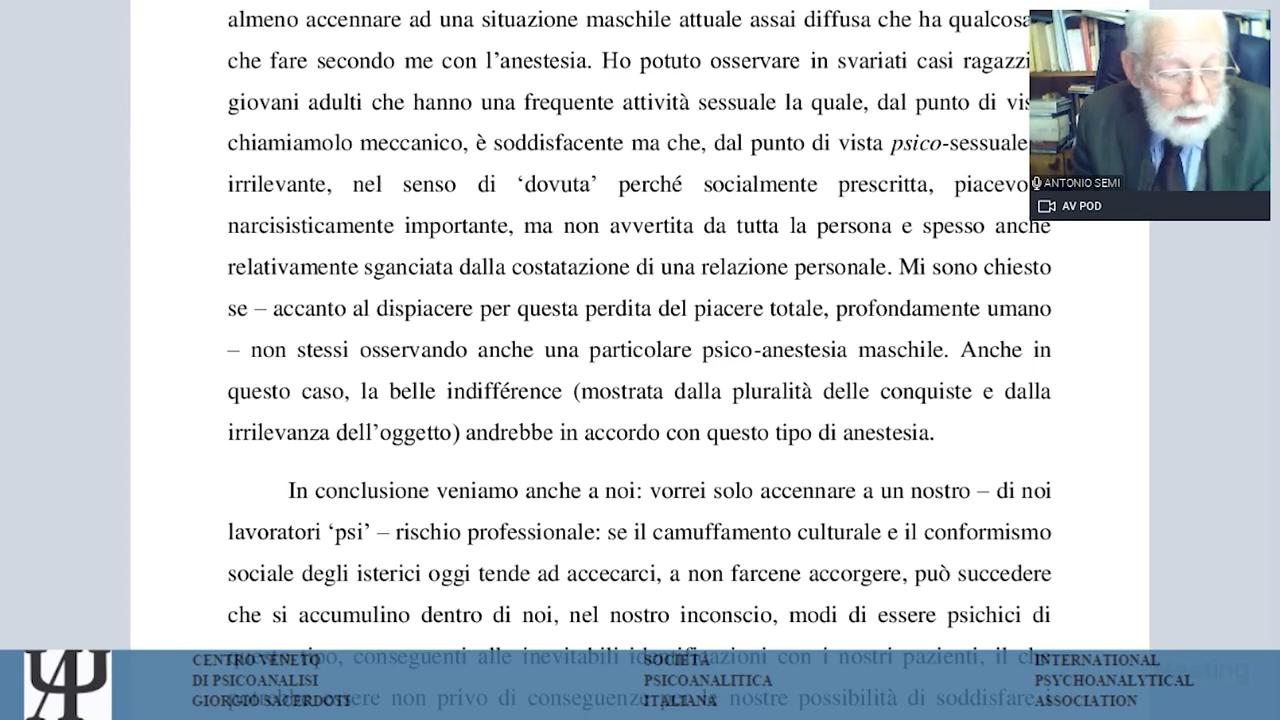 almeno accennare ad una situazione maschile attuale assai diffusa che ha qualcosa
che fare secondo me con l’anestesia. Ho potuto osservare in svariati casi ragazzi
giovani adulti che hanno una frequente attività sessuale la quale, dal punto di
chiamiamolo meccanico, è soddisfacente ma che, dal punto di vista psico-sessuale
irrilevante, nel senso di ‘dovuta’ perché socialmente prescritta,
narcisisticamente importante, ma non avvertita da tutta la persona e spesso anche
relativamente sganciata dalla costatazione di una relazione personale. Mi sono chiesto
se – accanto al dispiacere per questa perdita del piacere totale, profondamente umano
– non stessi osservando anche una particolare psico-anestesia maschile. Anche in
questo caso, la belle indifférence (mostrata dalla pluralità delle conquiste e dalla
irrilevanza dell’oggetto) andrebbe in accordo con questo tipo di anestesia.
In conclusione veniamo anche a noi: vorrei solo accennare a un nostro – di noi
lavoratori ‘psi’ – rischio professionale: se il camuffamento culturale e il conformismo
sociale degli isterici oggi tende ad accecarci, a non farcene accorgere, può succedere
che si accumulino dentro di noi, nel nostro inconscio, modi di essere psichici di
conseguenti alle inevitabili identificazioni con i nostri pazienti, il
essere non privo di conseguenze per le nostre possibilità di
ANTONIO SEMI
AV POD
CENTRO VENETO
DI PSICOANALISI
GIORGIO SACERDOTI
SOCIETÀ
PSICOANALITICA
ITALIANA
INTERNATIONAL
PSYCHOANALYTICAL
ASSOCIATION